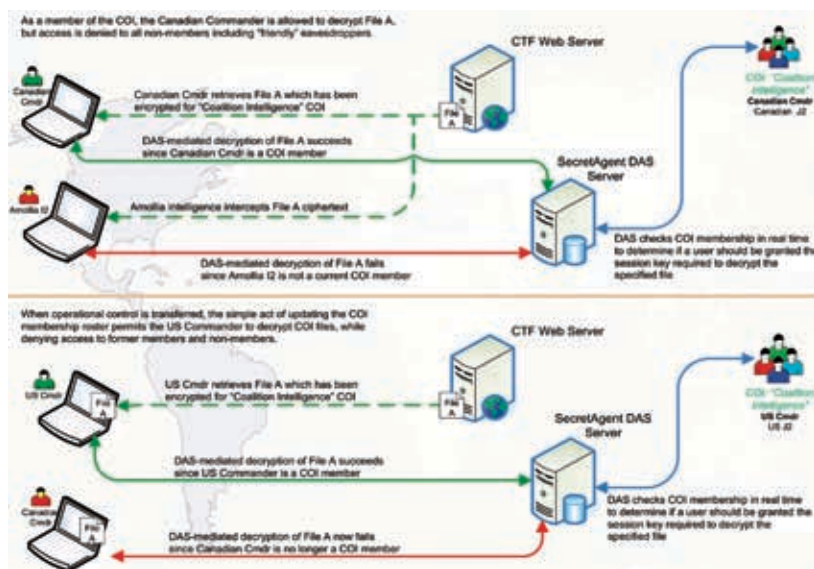 As a member of the COI, the Canadian Commander is allowed to decrypt File A,
but access is denied to all non-members including "friendly" eavesdroppers.
CTF Web Server
Canadian
Cmdr
Canadian Cmdr retrieves File A which has been
encrypted for "Coalition Intelligence" COI
File
A
COI "Coalition
Intelligence"
Canadian Cmdr
Canadian J2
DAS-mediated decryption of File A succeeds
since Canadian Cmdr is a COI member
SecretAgent DAS
Server
Amollia I2
Amollia intelligence intercepts File A ciphertext
DAS-mediated decryption of File A fails
since Amollia I2 is not a current COI member
DAS checks COI membership in real time
to determine if a user should be granted the
session key required to decrypt the
specified file
When operational control is transferred, the simple act of updating the COI
membership roster permits the US Commander to decrypt COI files, while
denying access to former members and non-members.
CTF Web Server
US Cmdr
File
A
US Cmdr retrieves File A which has been
encrypted for "Coalition Intelligence" COI
File
A
COI "Coalition
Intelligence"
US Cmdr
US J2
SecretAgent DAS
Server
DAS-mediated decryption of File A succeeds
since US Commander is a COI member
Canadian
Cmdr
File
A
DAS-mediated decryption of File A now fails
since Canadian Cmdr is no longer a COI member
DAS checks COI membership in real time
to determine if a user should be granted the
session key required to decrypt the
specified file